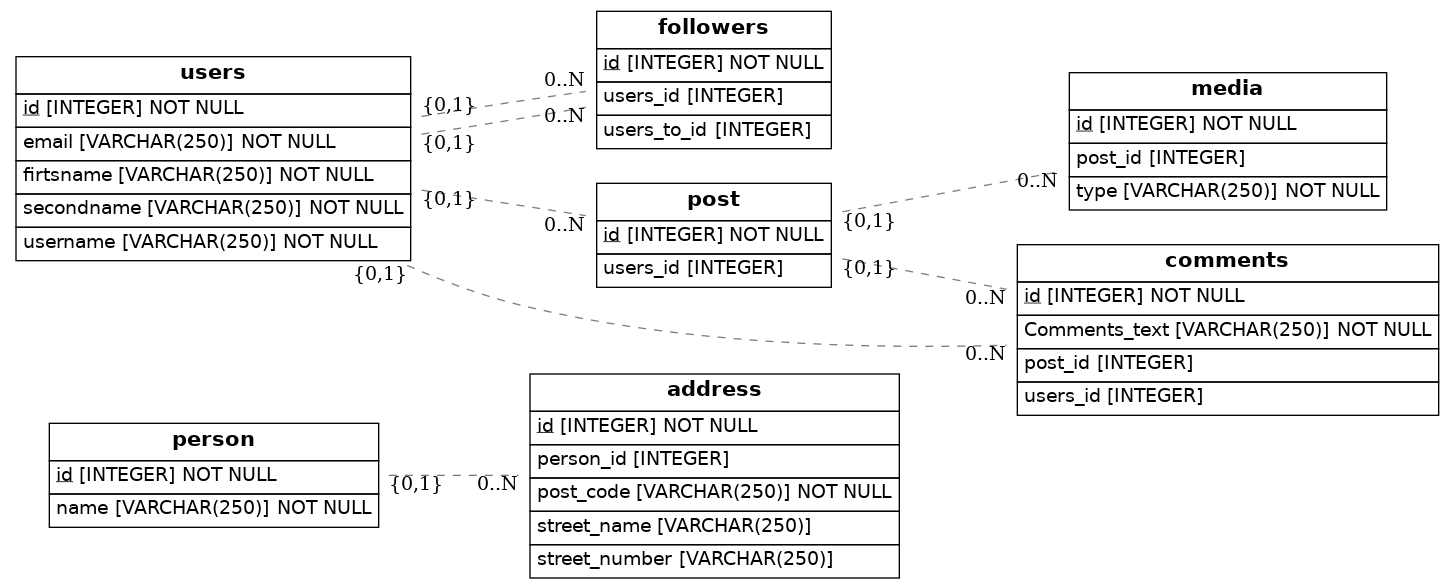 users
id [INTEGER] NOT NULL
email [VARCHAR(250)] NOT NULL
firtsname [VARCHAR(250)] NOT NULL
secondname [VARCHAR(250)] NOT NULL
username [VARCHAR(250)] NOT NULL
followers
id [INTEGER] NOT NULL
users_id [INTEGER]
users_to_id [INTEGER]
{0,1}
0..N
{0,1}
0..N
post
id [INTEGER] NOT NULL
users_id [INTEGER]
{0,1}
0..N
media
id [INTEGER] NOT NULL
post_id [INTEGER]
type [VARCHAR(250)] NOT NULL
{0,1}
0..N
comments
id [INTEGER] NOT NULL
Comments_text [VARCHAR(250)] NOT NULL
post_id [INTEGER]
users_id [INTEGER]
{0,1}
0..N
{0,1}
0..N
person
id [INTEGER] NOT NULL
name [VARCHAR(250)] NOT NULL
{0,1}
0..N
address
id [INTEGER] NOT NULL
person_id [INTEGER]
post_code [VARCHAR(250)] NOT NULL
street_name [VARCHAR(250)]
street_number [VARCHAR(250)]